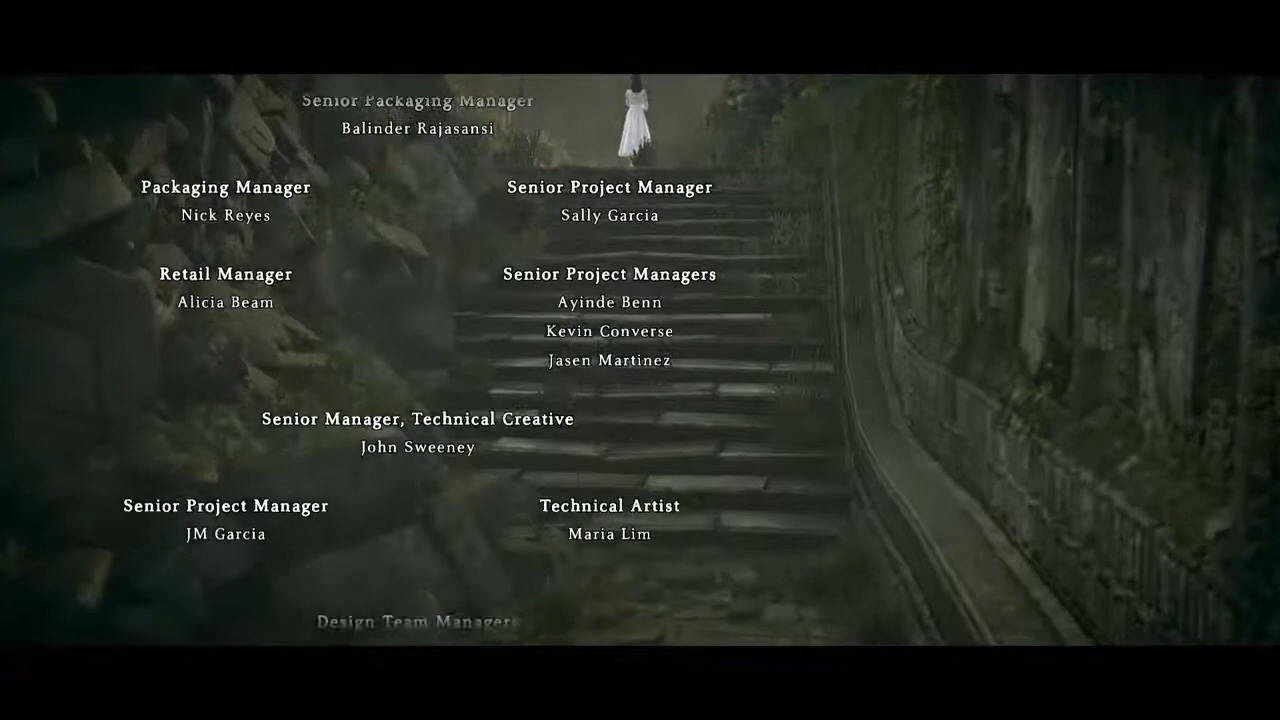 Senior Packaging Manager
Balinder Rajasansi
Packaging Manager
Nick Reyes
Senior Project Manager
Sally Garcia
Retail Manager
Alicia Beam
Senior Project Managers
Ayinde Benn
Kevin Converse
Jasen Martinez
Senior Manager, Technical Creative
John Sweeney
Senior Project Manager
JM Garcia
Technical Artist
Maria Lim
Design Team Manager